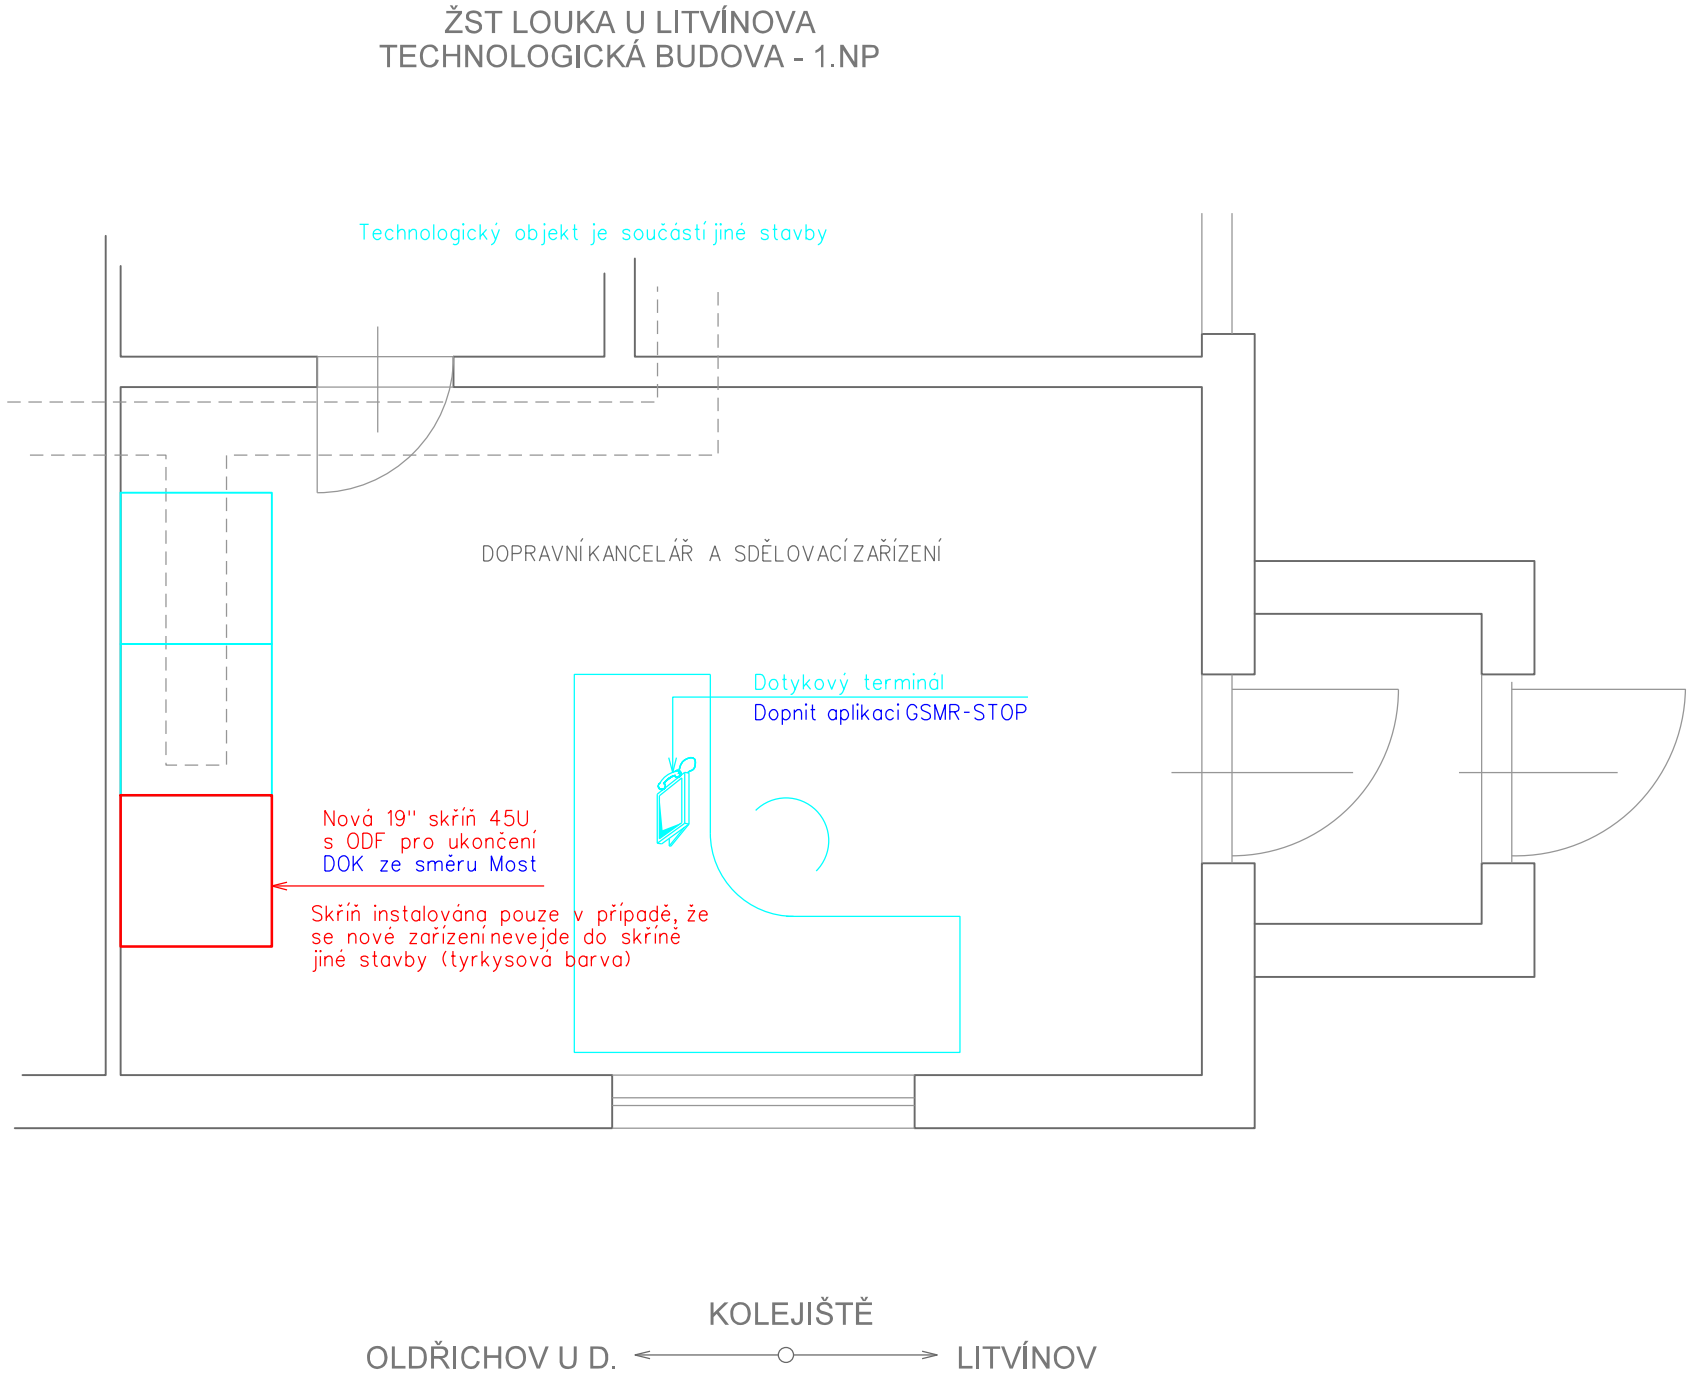 ŽST LOUKA U LITVÍNOVA
TECHNOLOGICKÁ BUDOVA - 1.NP
Technologický objekt je součástí jiné stavby
DOPRAVNÍ KANCELÁŘ A SDĚLOVACÍ ZAŘÍZENÍ
Dotykový terminál
Dopnit aplikaci GSMR-STOP
Nová 19" skříň 45U
s ODF pro ukončení
DOK ze směru Most
Skříň instalována pouze v případě, že
se nové zařízení nevejde do skříně
jiné stavby (tyrkysová barva)
KOLEJIŠTĚ
OLDŘICHOV U D. LITVÍNOV